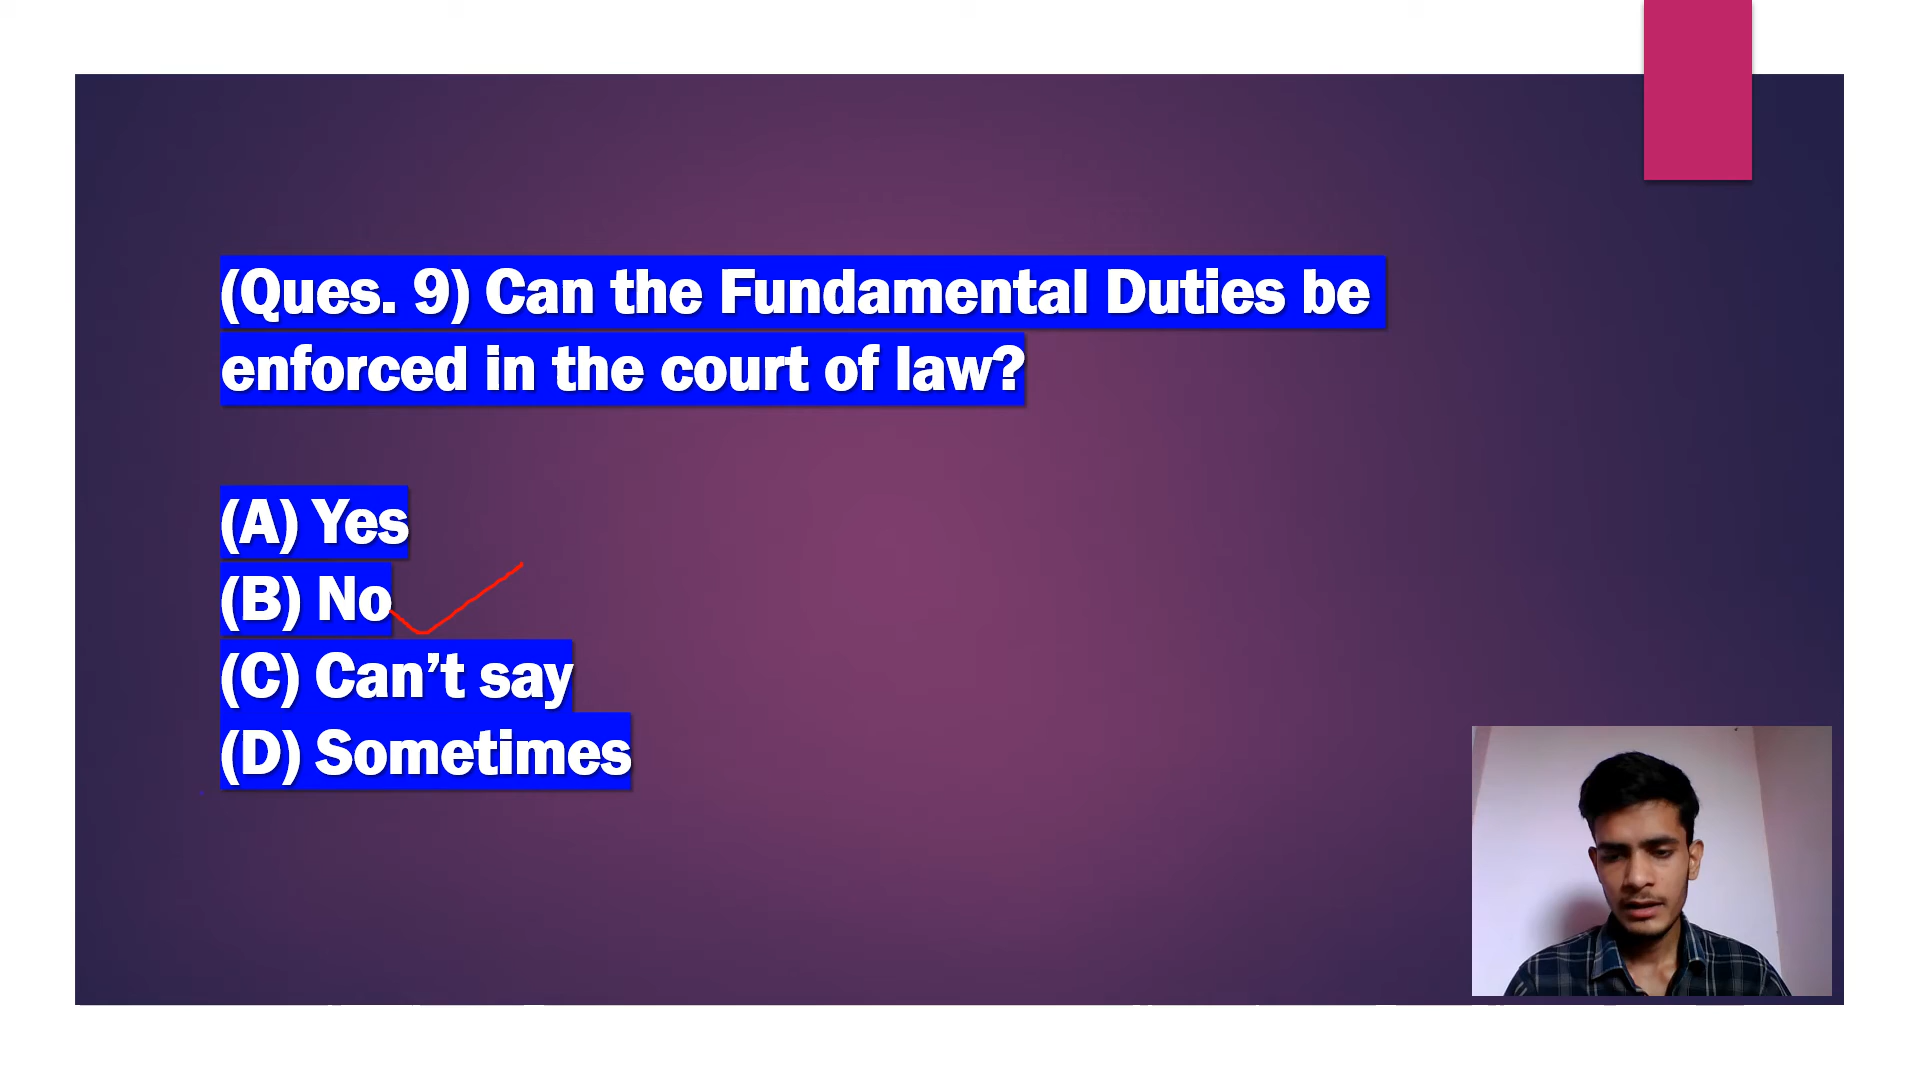 (Ques. 9) Can the Fundamental Duties be
enforced in the court of law?
(A) Yes
(B) No
(C) Can’t say
(D) Sometimes